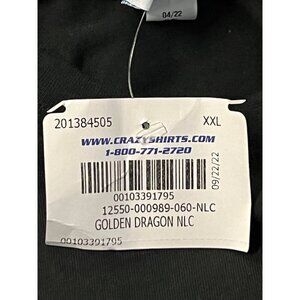 04/22
201384505 XXL
WWW.CRAZYSHIRTS.COM
1-800-771-2720
09/22/22
00103391795
12550-000989-060-NLC
GOLDEN DRAGON NLC
00103391795